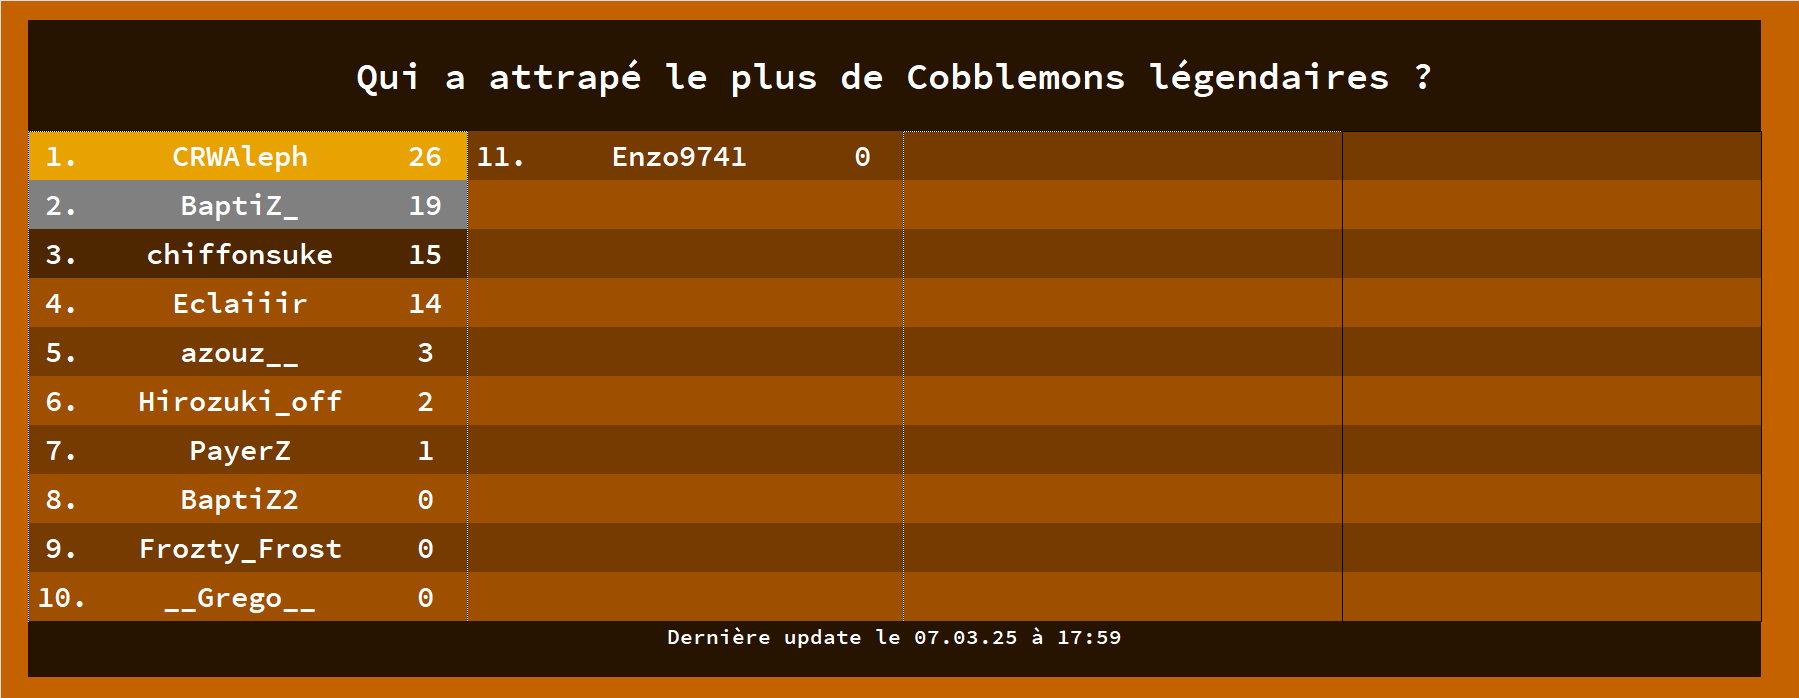 Qui a attrapé le plus de Cobblemons légendaires ?
1. CRWAleph 26
2. BaptiZ_ 19
3. chiffonsuke 15
4. Eclaiiir 14
5. azouz__ 3
6. Hirozuki_off 2
7. PayerZ 1
8. BaptiZ2 0
9. Frozty_Frost 0
10. __Grego__ 0
11. Enzo9741 0
Dernière update le 07.03.25 à 17:59